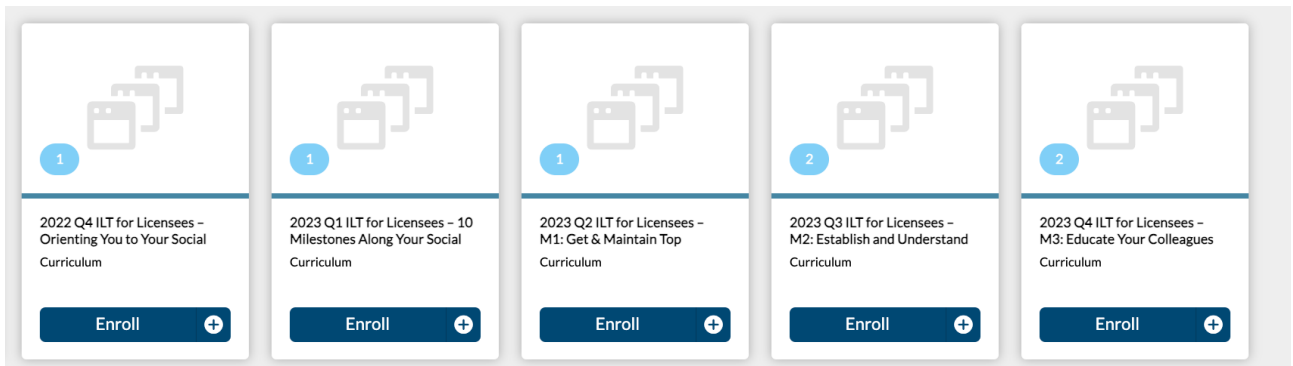 1
2022 Q4 ILT for Licensees –
Orienting You to Your Social
Curriculum
Enroll
1
2023 Q1 ILT for Licensees – 10
Milestones Along Your Social
Curriculum
Enroll
1
2023 Q2 ILT for Licensees –
M1: Get & Maintain Top
Curriculum
Enroll
2
2023 Q3 ILT for Licensees –
M2: Establish and Understand
Curriculum
Enroll
2
2023 Q4 ILT for Licensees –
M3: Educate Your Colleagues
Curriculum
Enroll